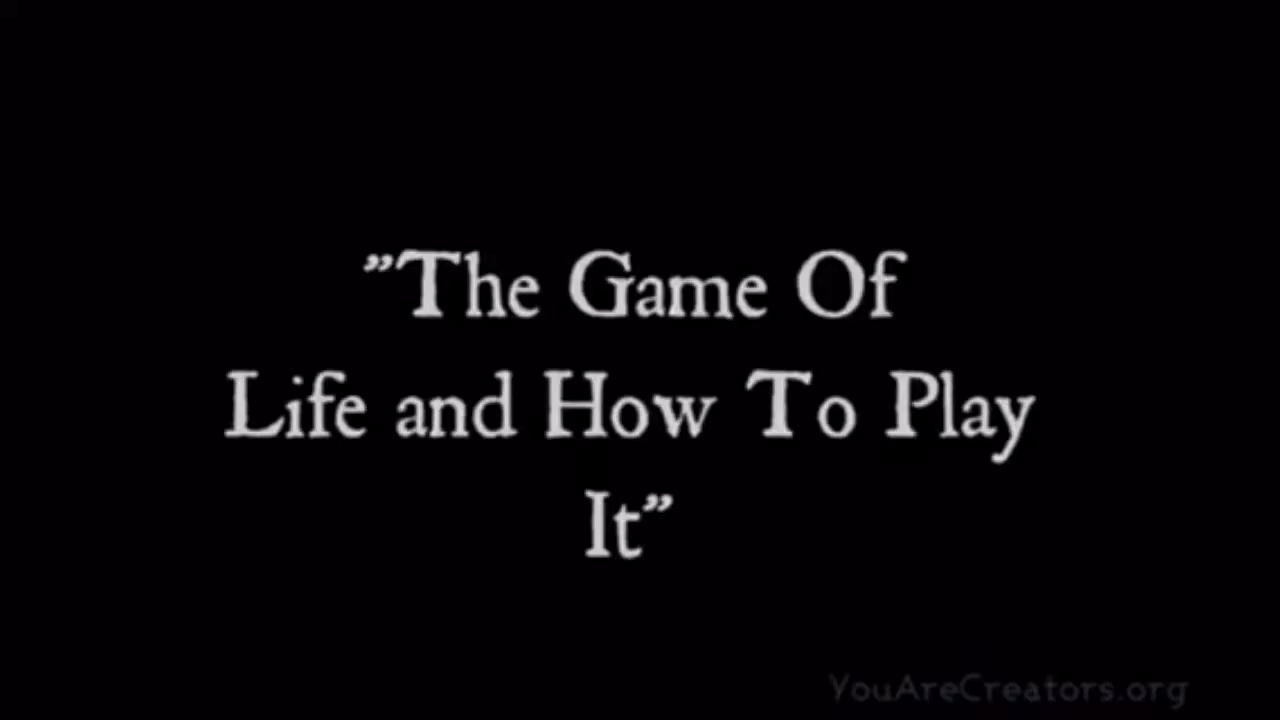 ”The Game Of
Life and How To Play
It”
YouAreCreators.org